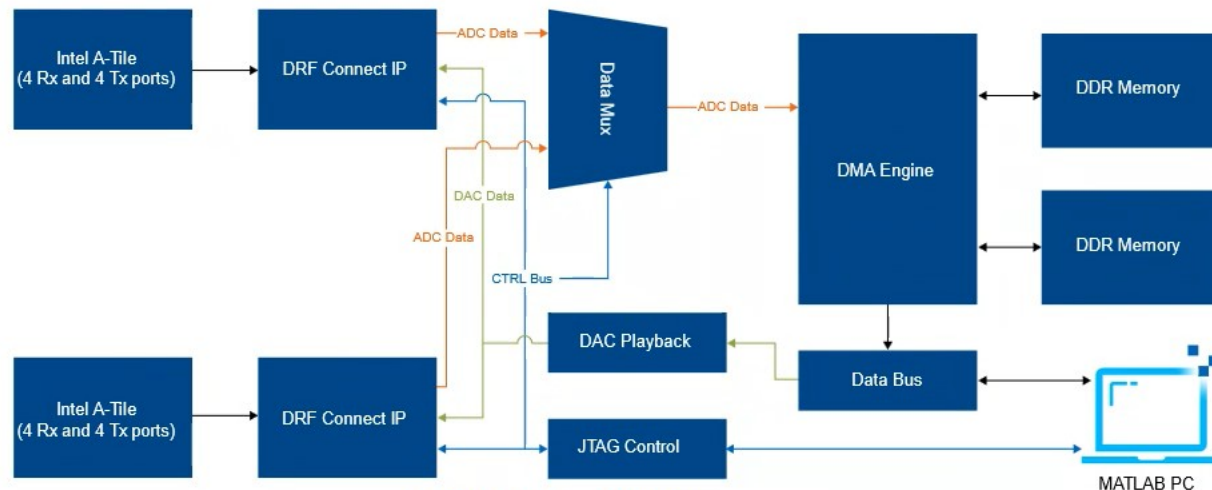 Intel A-Tile
(4 Rx and 4 Tx ports)
DRF Connect IP
ADC Data
Data Mux
ADC Data
DMA Engine
DDR Memory
DDR Memory
DAC Data
ADC Data
CTRL Bus
DAC Playback
Data Bus
Intel A-Tile
(4 Rx and 4 Tx ports)
DRF Connect IP
JTAG Control
MATLAB PC